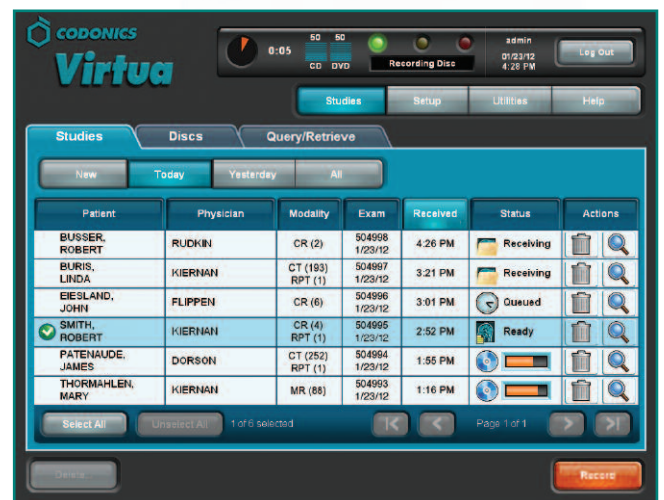 CODONICS
Virtua
0:05
50 50
CD DVD
Recording Disc
admin
01/23/12
4:28 PM
Log Out
Studies Setup Utilities Help
Studies Discs Query/Retrieve
New Today Yesterday All
Patient Physician Modality Exam Received Status Actions
BUSSER, ROBERT RUDKIN CR (2) 504998 1/23/12 4:26 PM Receiving
BURIS, LINDA KIERNAN CT (193) RPT (1) 504997 1/23/12 3:21 PM Receiving
EIESLAND, JOHN FLIPPEN CR (6) 504996 1/23/12 3:01 PM Queued
SMITH, ROBERT KIERNAN CR (4) RPT (1) 504995 1/23/12 2:52 PM Ready
PATENAUDE, JAMES DORSON CT (252) RPT (1) 504994 1/23/12 1:55 PM
THORMAHLEN, MARY KIERNAN MR (88) 504993 1/23/12 1:16 PM
Select All Unselect All 1 of 6 selected Page 1 of 1
Delete... Record